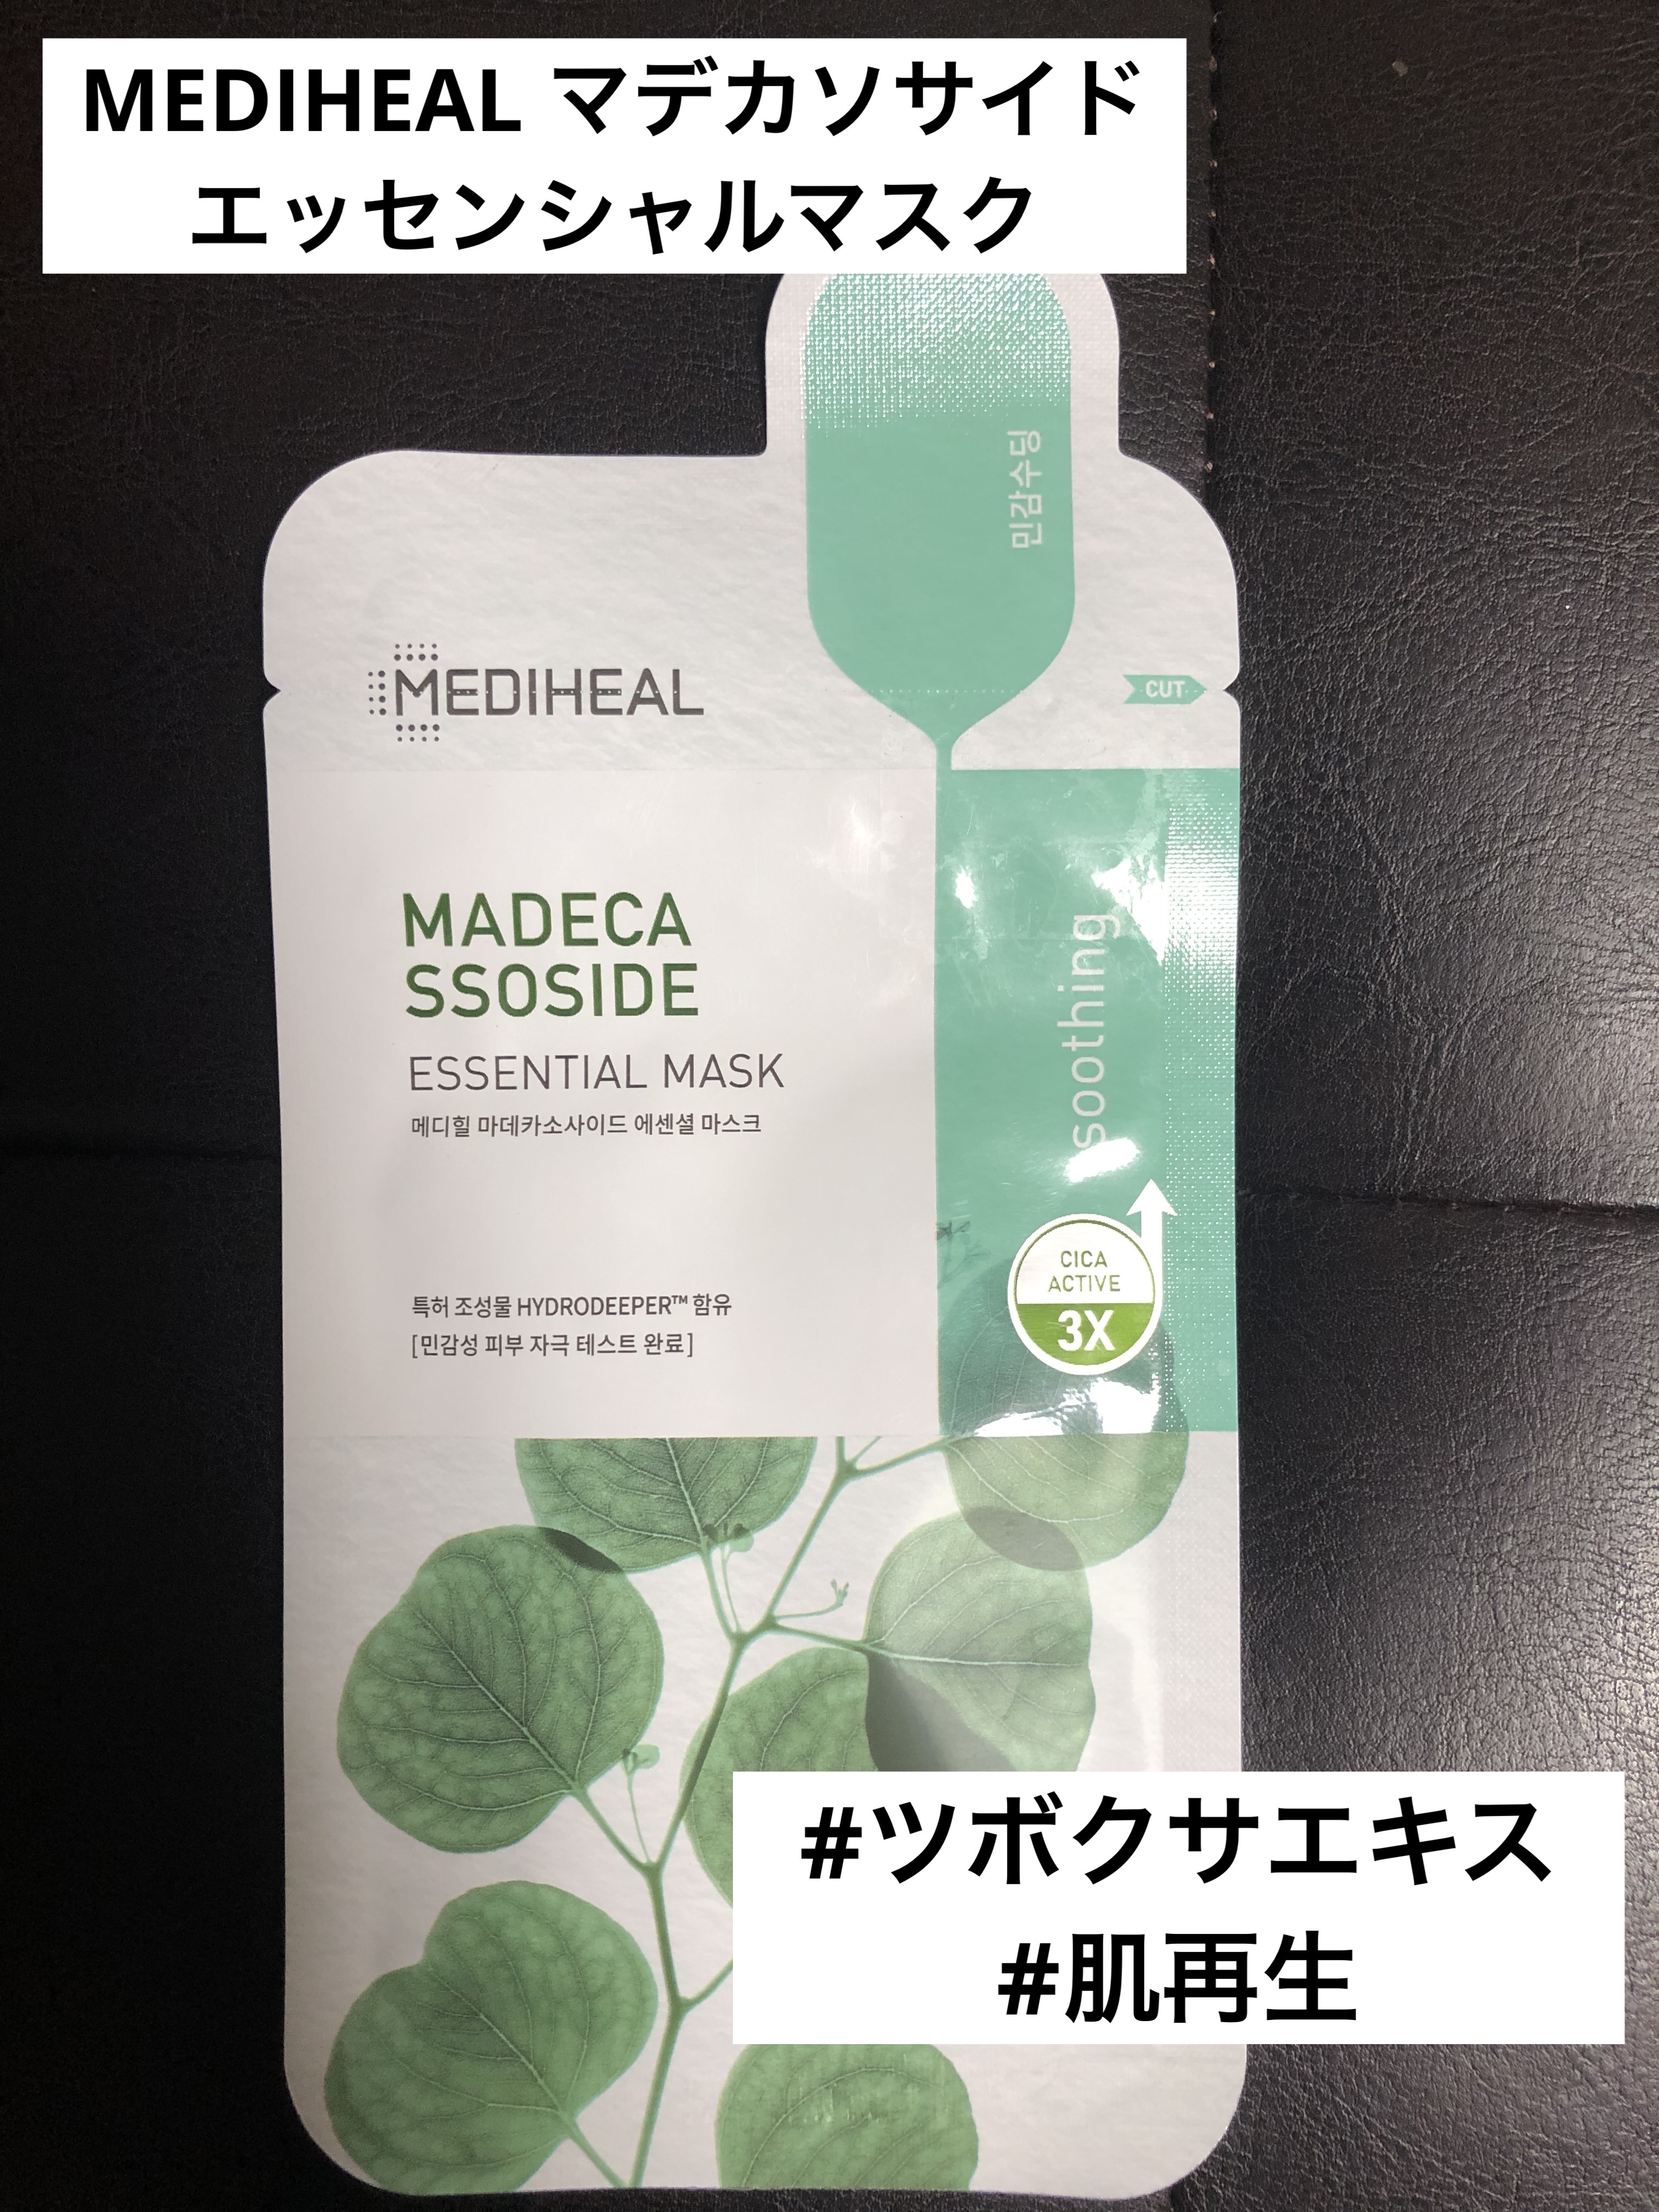 MEDIHEAL マデカソサイド
エッセンシャルマスク
민감수딩
MEDIHEAL
CUT
MADECA
SSOSIDE
ESSENTIAL MASK
메디힐 마데카소사이드 에센셜 마스크
soothing
CICA
ACTIVE
3X
특허 조성물 HYDRODEEPER™ 함유
[민감성 피부 자극 테스트 완료]
#ツボクサエキス
#肌再生